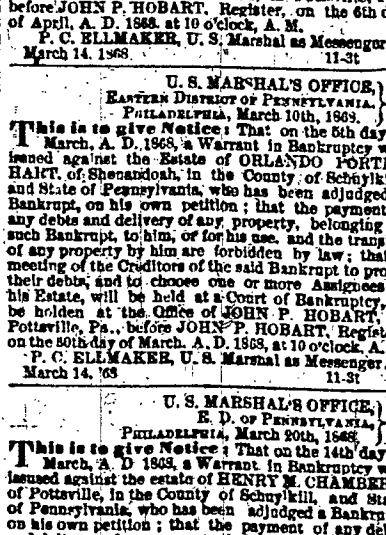 before JOHN P. HOBART. Register, on the 6th
of April, A. D. 1868. at 10 o'clock, A. M.
P. C. ELLMAKER, U. S. Marshal as Messenger
March 14. 1868. 11-3t
U. S. MARSHAL'S OFFICE,
EASTERN DISTRICT OF PENNSYLVANIA,
PHILADELPHIA, March 10th, 1868.
This is to give Notice: That on the 5th day
March, A. D. 1868, a Warrant in Bankruptcy w
issued against the Estate of ORLANDO PORT
HART. of Shenandoah, in the County of Schuylk
and State of Pennsylvania, who has been adjudged
Bankrupt, on his own petition; that the payment
any debts and delivery of any property, belonging
such Bankrupt, to him, or for his use, and the trans
of any property by him are forbidden by law; tha
meeting of the Creditors of the said Bankrupt to pro
their debts, and to choose one or more Assignees
his Estate, will be held at a Court of Bankruptcy,
be holden at the Office of JOHN P. HOBART,
Pottsville, Pa., before JOHN P. HOBART, Regist
on the 30th day of March. A. D. 1868, at 10 o'clock, A.
P. C. ELLMAKER, U. S. Marshal as Messenger.
March 14. '68 11-3t
U. S. MARSHAL'S OFFICE,
E. D. OF PENNSYLVANIA,
PHILADELPHIA, March 20th, 1868.
This is to give Notice: That on the 14th day
March, A. D 1868, a Warrant in Bankruptcy w
issued against the estate of HENRY M. CHAMBE
of Pottsville, in the County of Schuylkill, and Sta
of Pennsylvania, who has been adjudged a Bankru
on his own petition; that the payment of any de